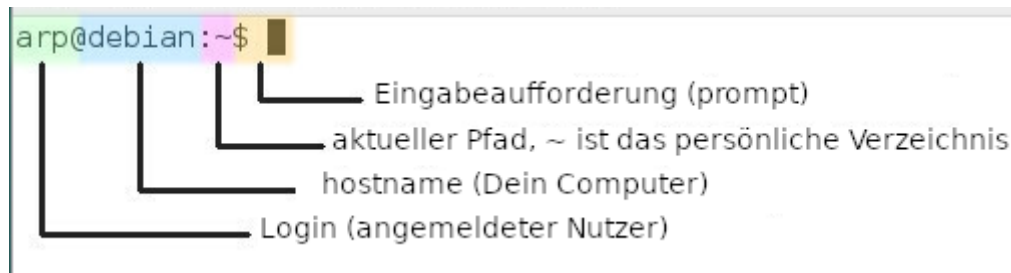 arp@debian:~$
Eingabeaufforderung (prompt)
aktueller Pfad, ~ ist das persönliche Verzeichnis
hostname (Dein Computer)
Login (angemeldeter Nutzer)